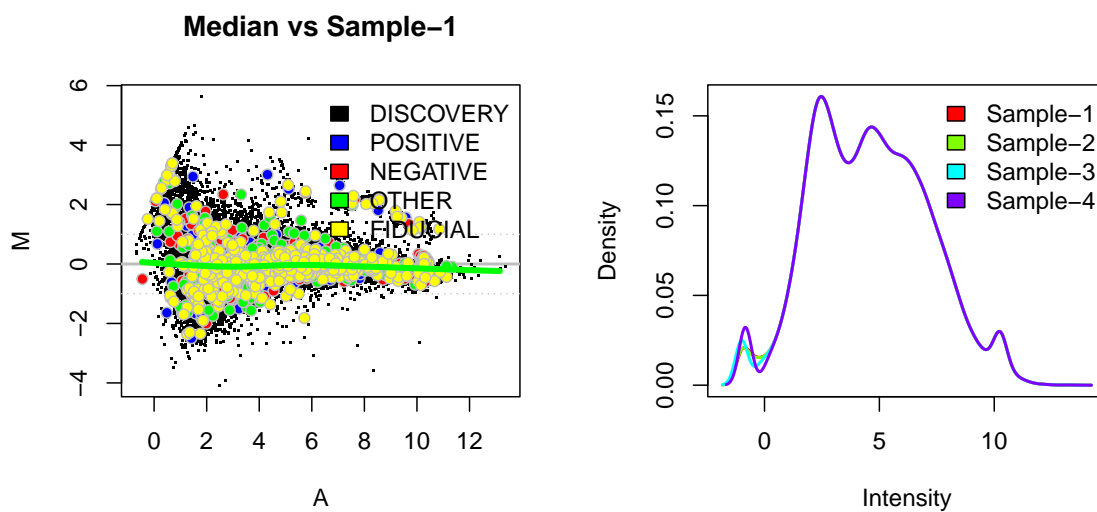 Median vs Sample−1
M
6
4
2
0
−2
−4
DISCOVERY
POSITIVE
NEGATIVE
OTHER
FIDUCIAL
0 2 4 6 8 10 12
A
Density
0.15
0.10
0.05
0.00
Sample−1
Sample−2
Sample−3
Sample−4
0 5 10
Intensity